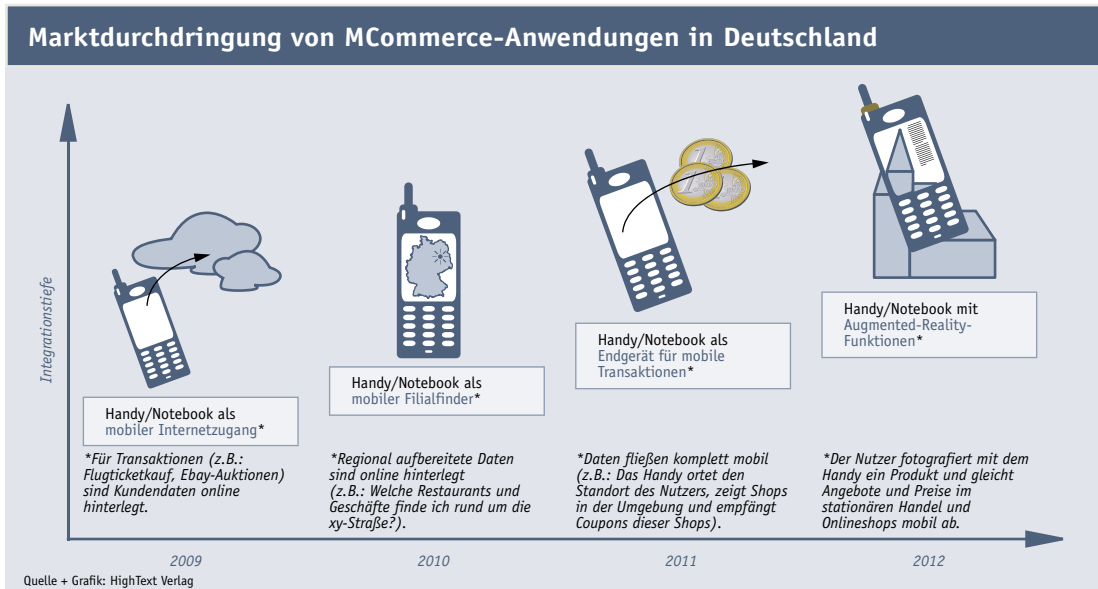 Marktdurchdringung von MCommerce-Anwendungen in Deutschland
Integrationstiefe
Handy/Notebook als
mobiler Internetzugang*
*Für Transaktionen (z.B.:
Flugticketkauf, Ebay-Auktionen)
sind Kundendaten online
hinterlegt.
Handy/Notebook als
mobiler Filialfinder*
*Regional aufbereitete Daten
sind online hinterlegt
(z.B.: Welche Restaurants und
Geschäfte finde ich rund um die
xy-Straße?).
Handy/Notebook als
Endgerät für mobile
Transaktionen*
*Daten fließen komplett mobil
(z.B.: Das Handy ortet den
Standort des Nutzers, zeigt Shops
in der Umgebung und empfängt
Coupons dieser Shops).
Handy/Notebook mit
Augmented-Reality-
Funktionen*
*Der Nutzer fotografiert mit dem
Handy ein Produkt und gleicht
Angebote und Preise im
stationären Handel und
Onlineshops mobil ab.
2009
2010
2011
2012
Quelle + Grafik: HighText Verlag